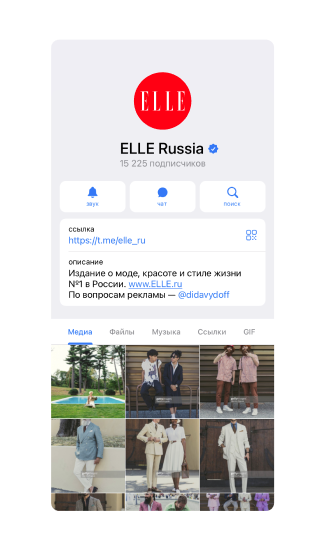 ELLE
ELLE Russia
15 225 подписчиков
звук
чат
поиск
ссылка
https://t.me/elle_ru
описание
Издание о моде, красоте и стиле жизни
№1 в России. www.ELLE.ru
По вопросам рекламы — @didavydoff
Медиа
Файлы
Музыка
Ссылки
GIF